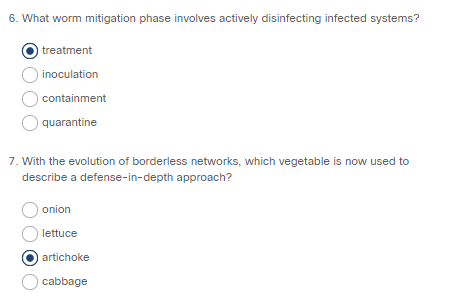 6. What worm mitigation phase involves actively disinfecting infected systems?
treatment
inoculation
containment
quarantine
7. With the evolution of borderless networks, which vegetable is now used to
describe a defense-in-depth approach?
onion
lettuce
artichoke
cabbage